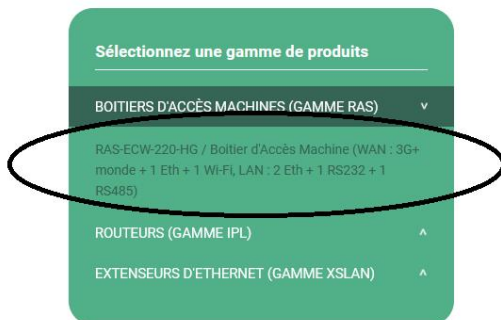 Sélectionnez une gamme de produits
BOITIERS D'ACCÈS MACHINES (GAMME RAS) v
RAS-ECW-220-HG / Boitier d'Accès Machine (WAN : 3G+
monde + 1 Eth + 1 Wi-Fi, LAN : 2 Eth + 1 RS232 + 1
RS485)
ROUTEURS (GAMME IPL) ʌ
EXTENSEURS D'ETHERNET (GAMME XSLAN) ʌ